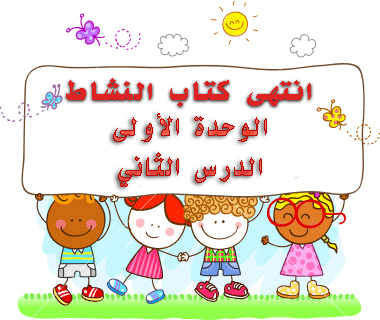 انتهى كتاب النشاط
الوحدة الأولى
الدرس الثاني